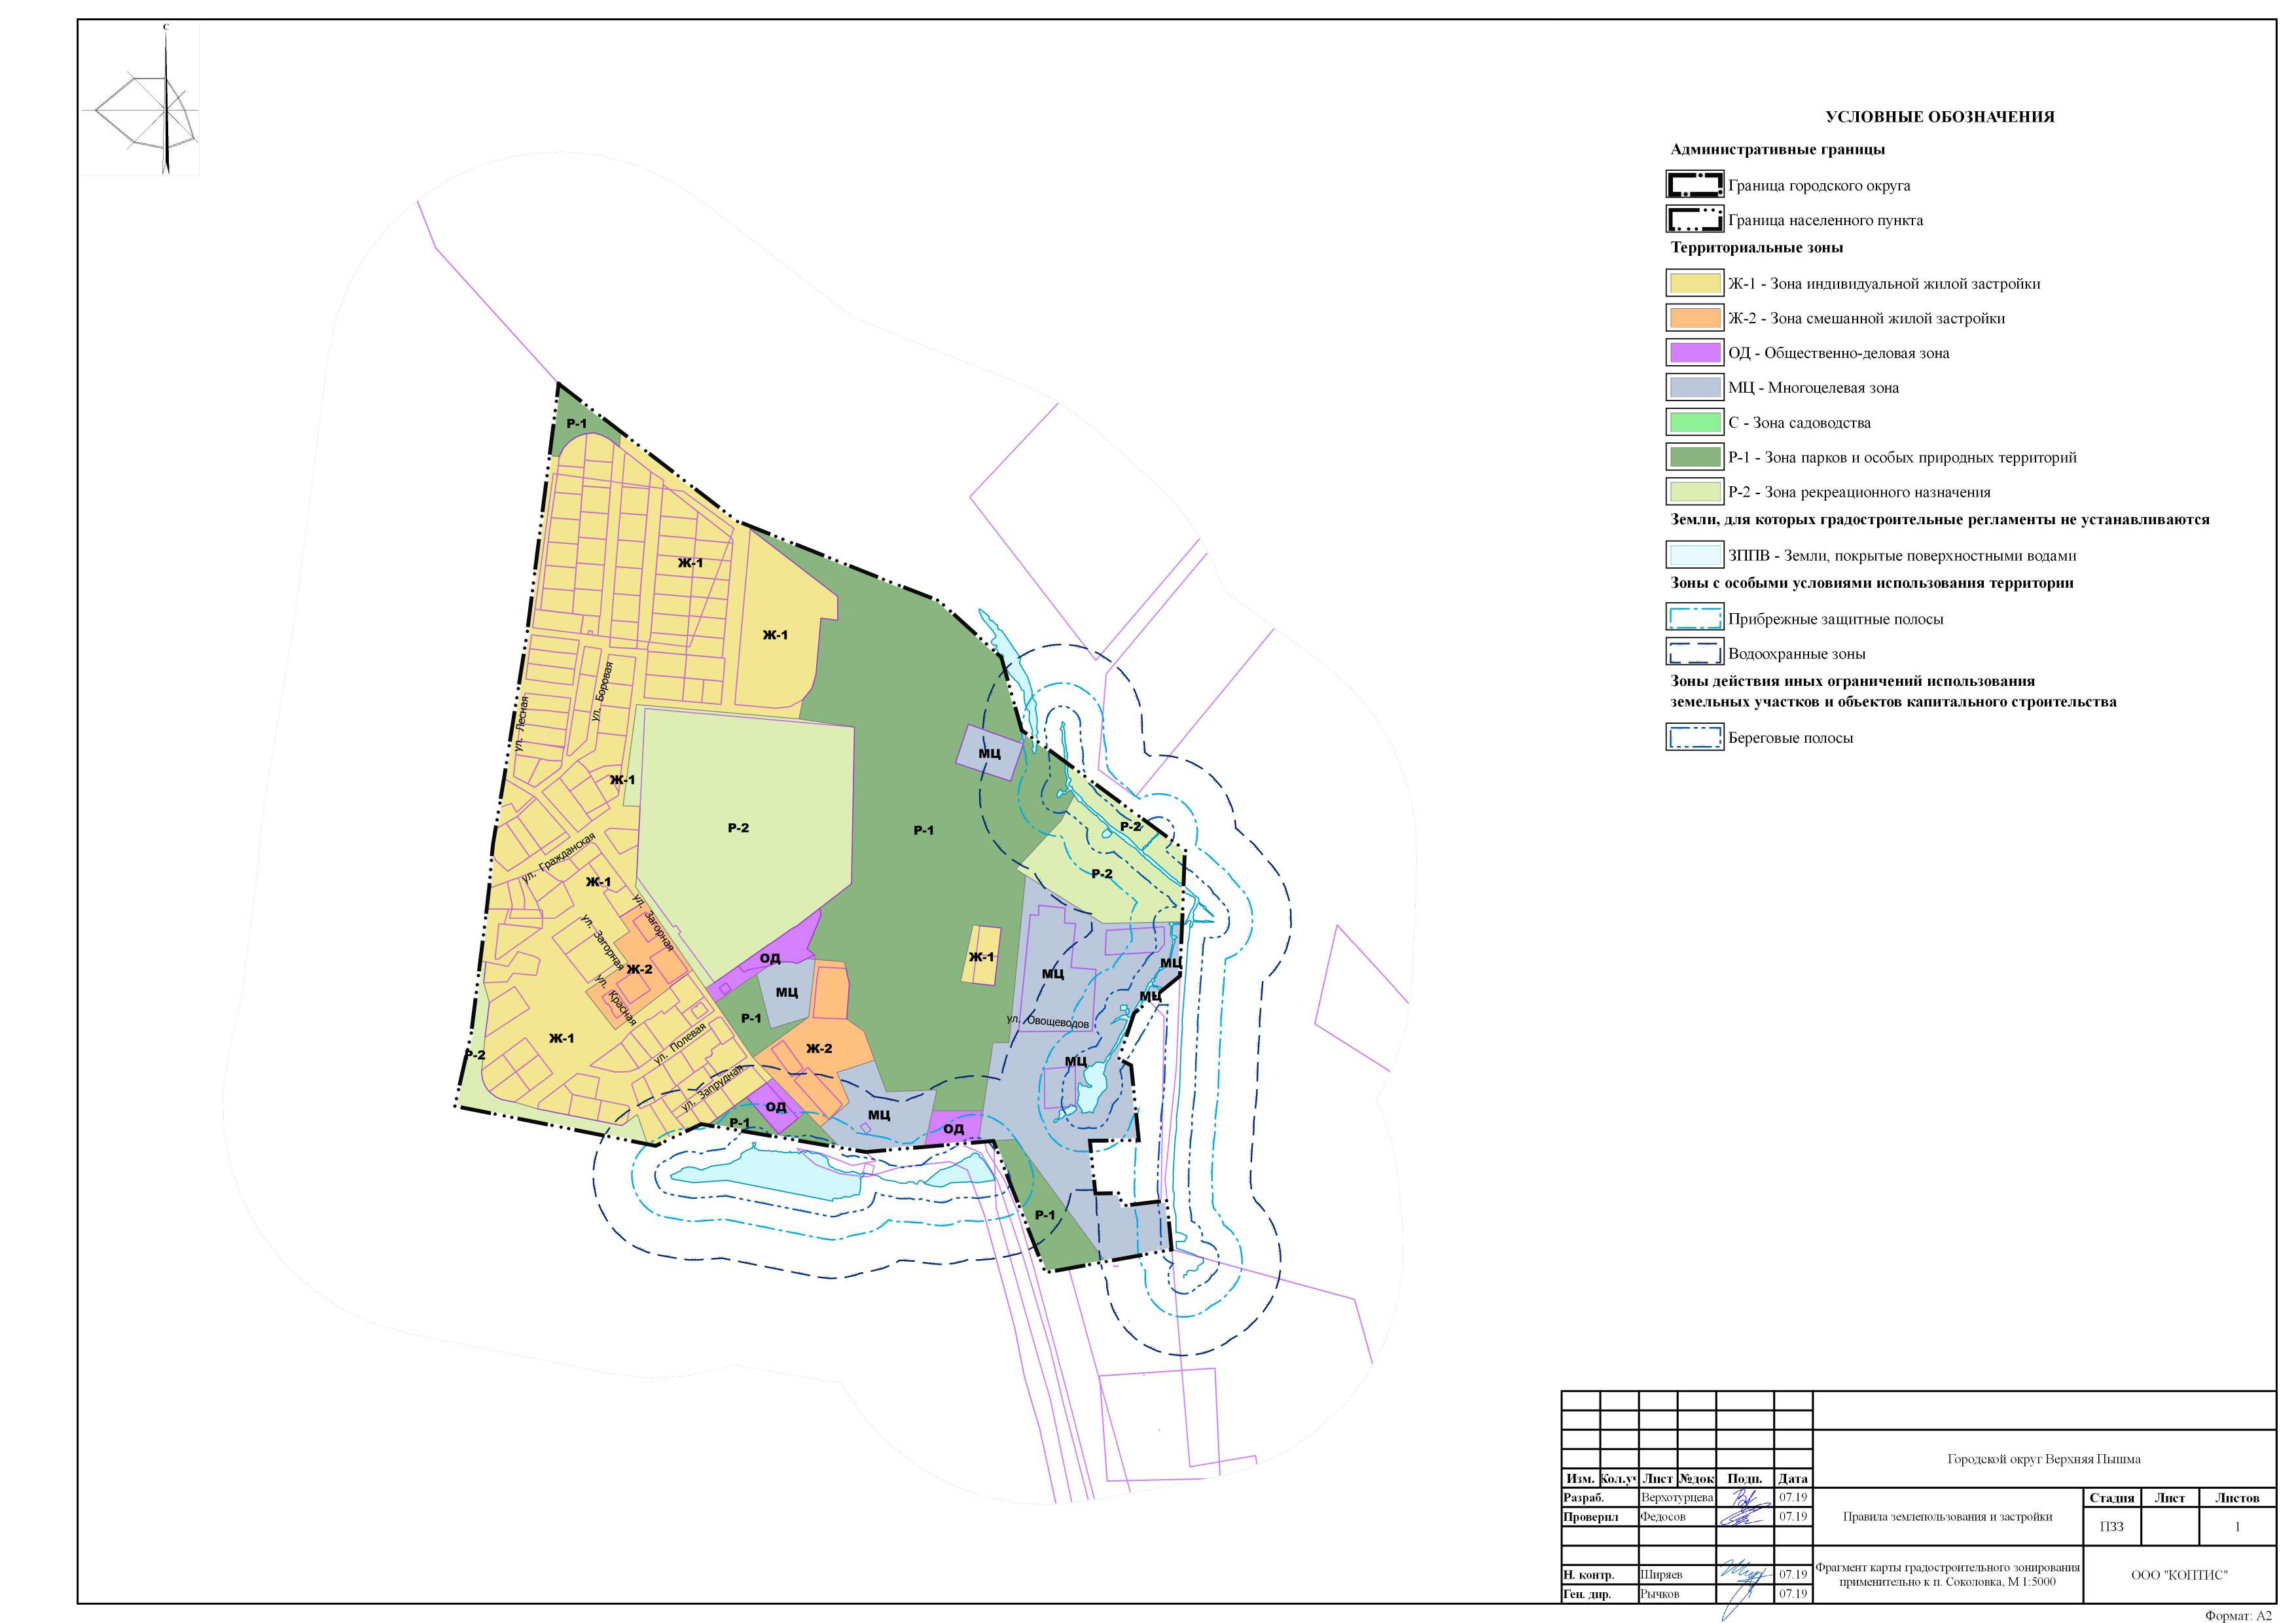 С
УСЛОВНЫЕ ОБОЗНАЧЕНИЯ
Административные границы
Граница городского округа
Граница населенного пункта
Территориальные зоны
Ж-1 - Зона индивидуальной жилой застройки
Ж-2 - Зона смешанной жилой застройки
ОД - Общественно-деловая зона
МЦ - Многоцелевая зона
С - Зона садоводства
Р-1 - Зона парков и особых природных территорий
Р-2 - Зона рекреационного назначения
Земли, для которых градостроительные регламенты не устанавливаются
ЗППВ - Земли, покрытые поверхностными водами
Зоны с особыми условиями использования территории
Прибрежные защитные полосы
Водоохранные зоны
Зоны действия иных ограничений использования
земельных участков и объектов капитального строительства
Береговые полосы
Р-1
Ж-1
Ж-1
ул. Боровая
ул. Лесная
МЦ
Ж-1
Р-2
Р-1
Р-2
ул. Гражданская
Р-2
Ж-1
ул. Загорная
ул. Загорная
ОД
Ж-1
МЦ
Ж-2
МЦ
МЦ
МЦ
ул. Красная
Р-1
ул. Овощеводов
Ж-1
ул. Полевая
Ж-2
Р-2
МЦ
ул. Запрудная
ОД
МЦ
Р-1
ОД
Р-1
Городской округ Верхняя Пышма
Изм. Кол.уч Лист №док Подп. Дата
Разраб. Верхотурцева 07.19
Проверил Федосов 07.19
Правила землепользования и застройки
Стадия Лист Листов
ПЗЗ 1
Н. контр. Ширяев 07.19
Ген. дир. Рычков 07.19
Фрагмент карты градостроительного зонирования
применительно к п. Соколовка, М 1:5000
ООО "КОПТИС"
Формат: А2